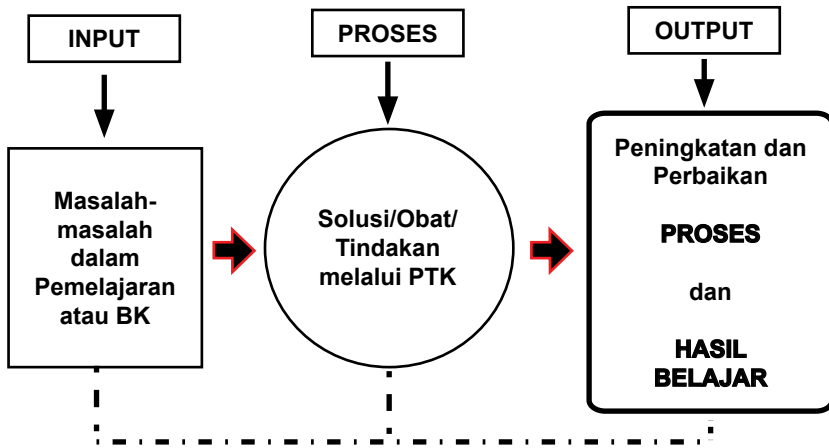 INPUT
PROSES
OUTPUT
Masalah-
masalah
dalam
Pemelajaran
atau BK
Solusi/Obat/
Tindakan
melalui PTK
Peningkatan dan
Perbaikan
PROSES
dan
HASIL
BELAJAR